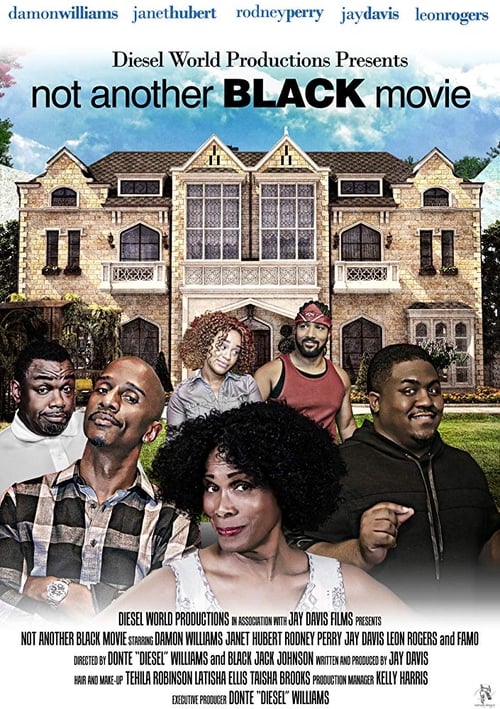 damonwilliams janethubert rodneyperry jaydavis leonrogers
Diesel World Productions Presents
not another BLACK movie
DIESEL WORLD PRODUCTIONS IN ASSOCIATION WITH JAY DAVIS FILMS PRESENTS
NOT ANOTHER BLACK MOVIE STARRING DAMON WILLIAMS JANET HUBERT RODNEY PERRY JAY DAVIS LEON ROGERS and FAMO
DIRECTED BY DONTE "DIESEL" WILLIAMS and BLACK JACK JOHNSON WRITTEN AND PRODUCED BY JAY DAVIS
HAIR AND MAKE-UP TEHILA ROBINSON LATISHA ELLIS TAISHA BROOKS PRODUCTION MANAGER KELLY HARRIS
EXECUTIVE PRODUCER DONTE "DIESEL" WILLIAMS